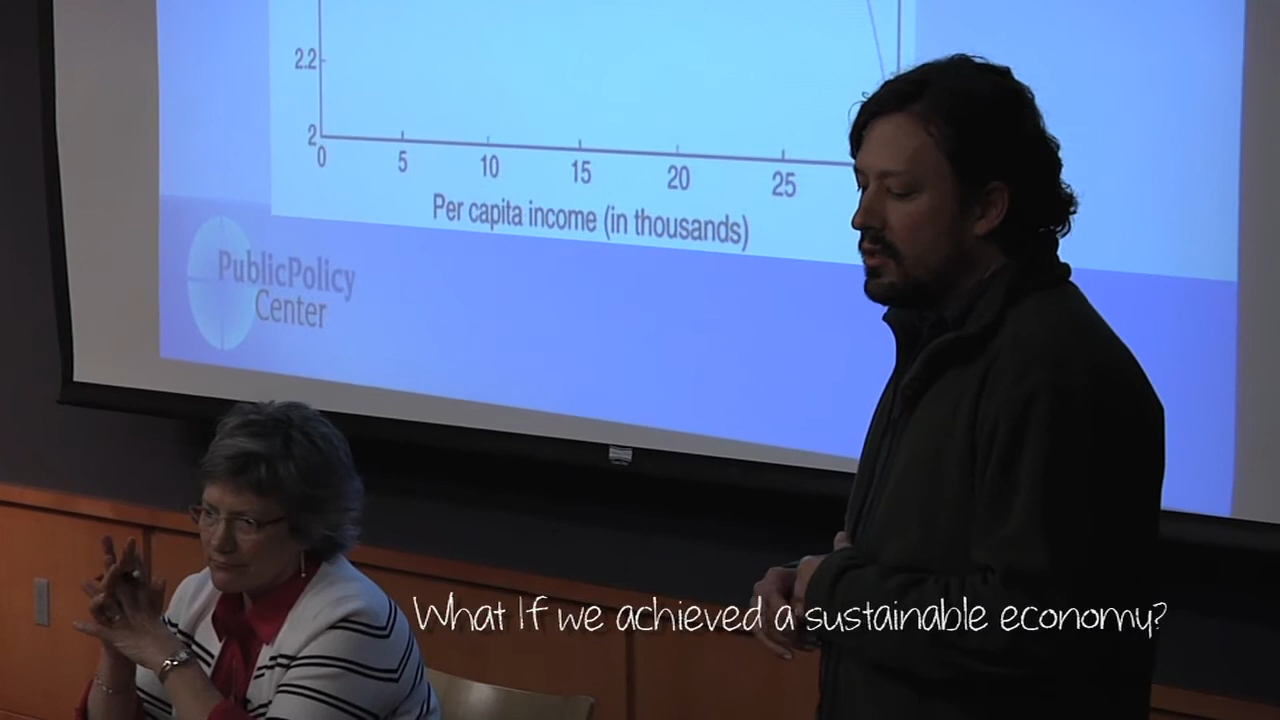 2.2
2
0 5 10 15 20 25
Per capita income (in thousands)
PublicPolicy
Center
What If we achieved a sustainable economy?